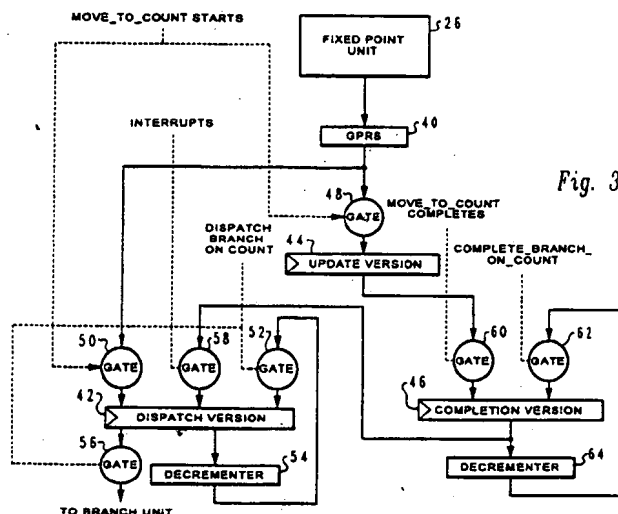 MOVE_TO_COUNT STARTS
26
FIXED POINT
UNIT
INTERRUPTS
40
GPRS
Fig. 3
48
GATE
MOVE_TO_COUNT
COMPLETES
DISPATCH
BRANCH
ON COUNT
44
UPDATE VERSION
COMPLETE_BRANCH_
ON_COUNT
50
GATE
58
GATE
52
GATE
60
GATE
62
GATE
42
DISPATCH VERSION
46
COMPLETION VERSION
56
GATE
DECREMENTER
54
DECREMENTER
64
TO BRANCH UNIT